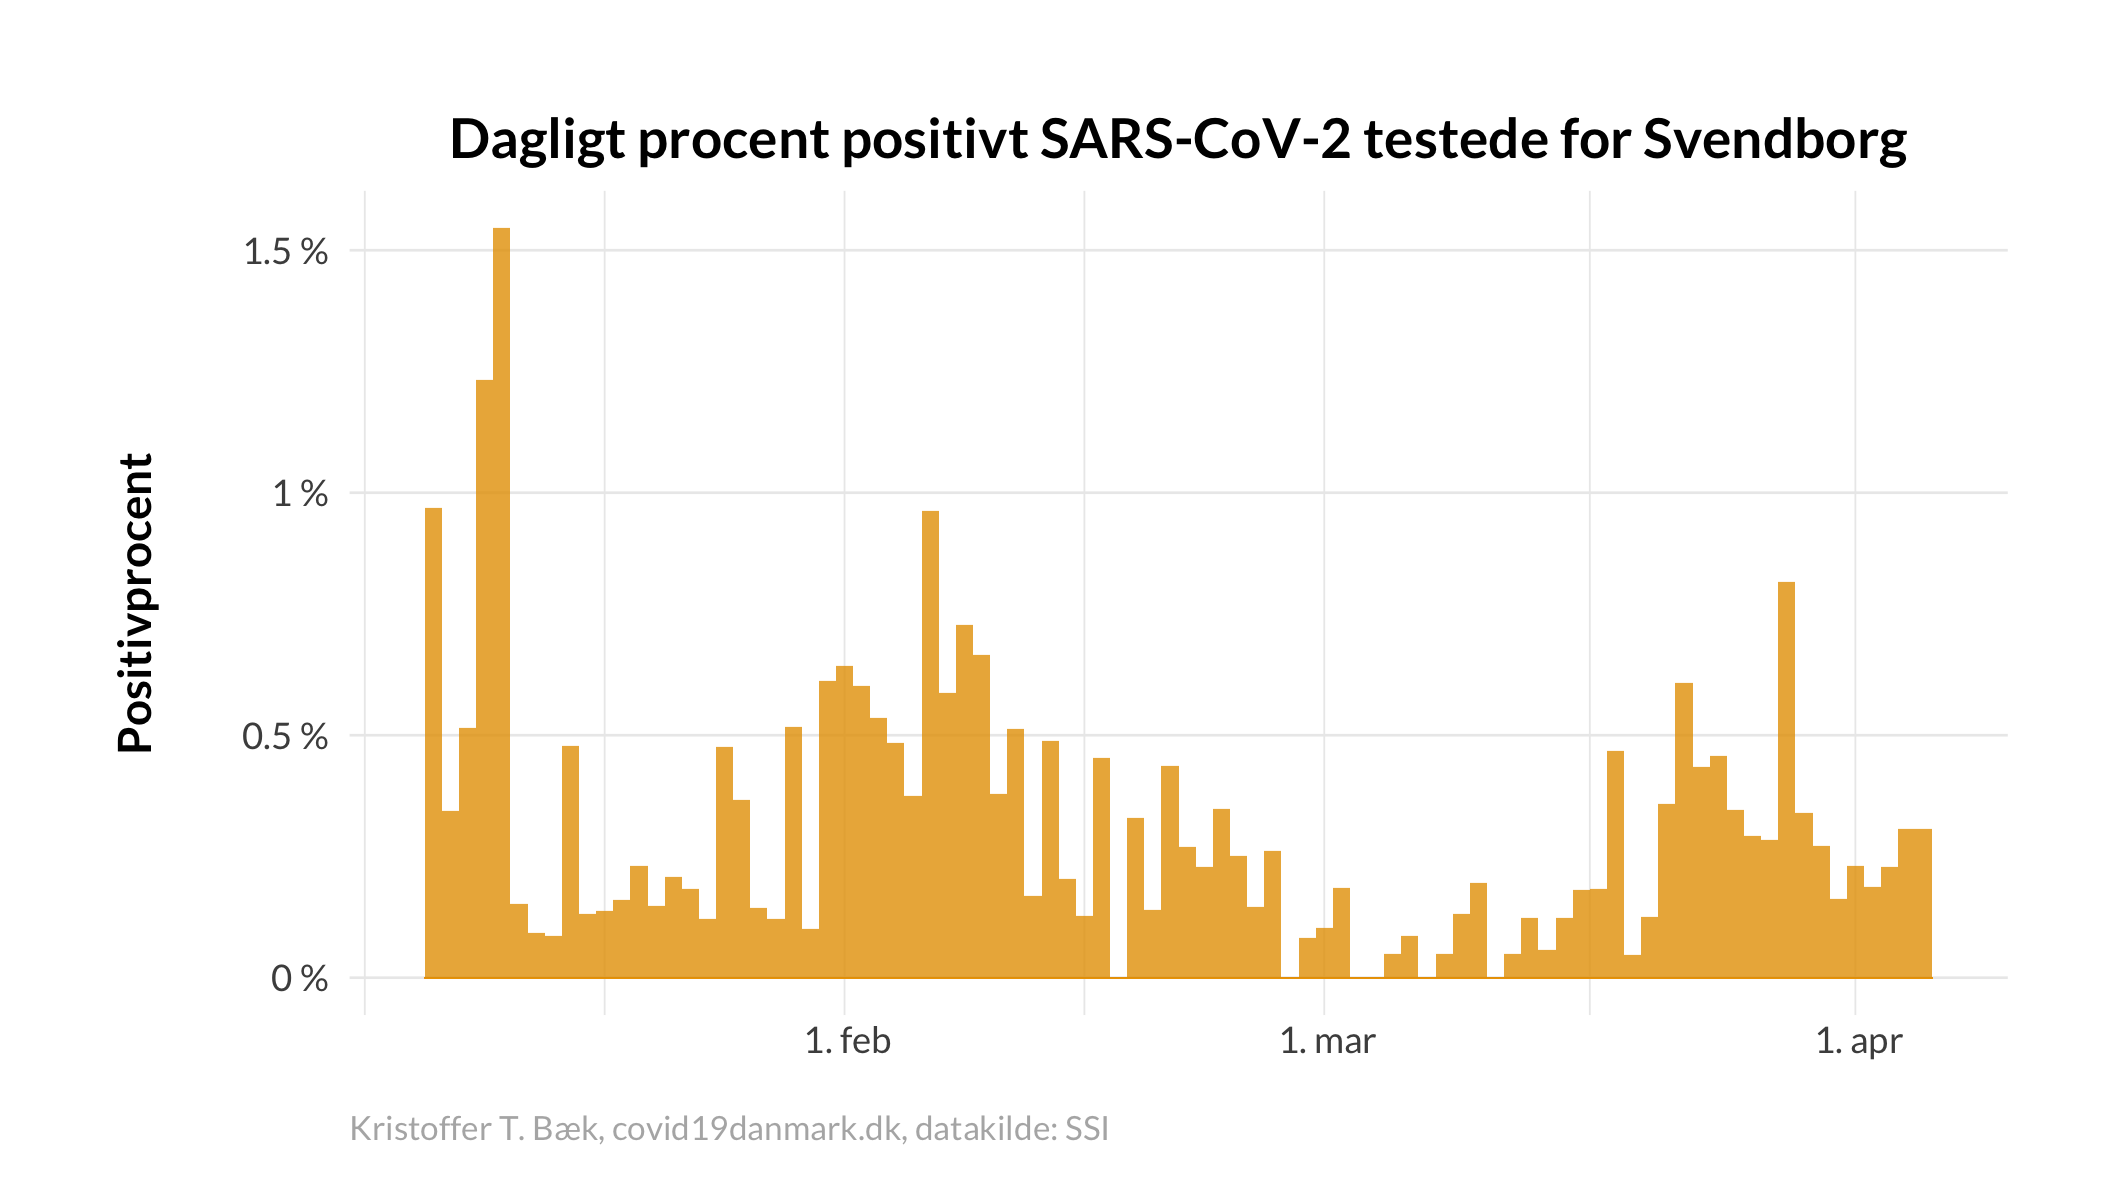 Dagligt procent positivt SARS-CoV-2 testede for Svendborg
Positivprocent
1.5 %
1 %
0.5 %
0 %
1. feb
1. mar
1. apr
Kristoffer T. Bæk, covid19danmark.dk, datakilde: SSI